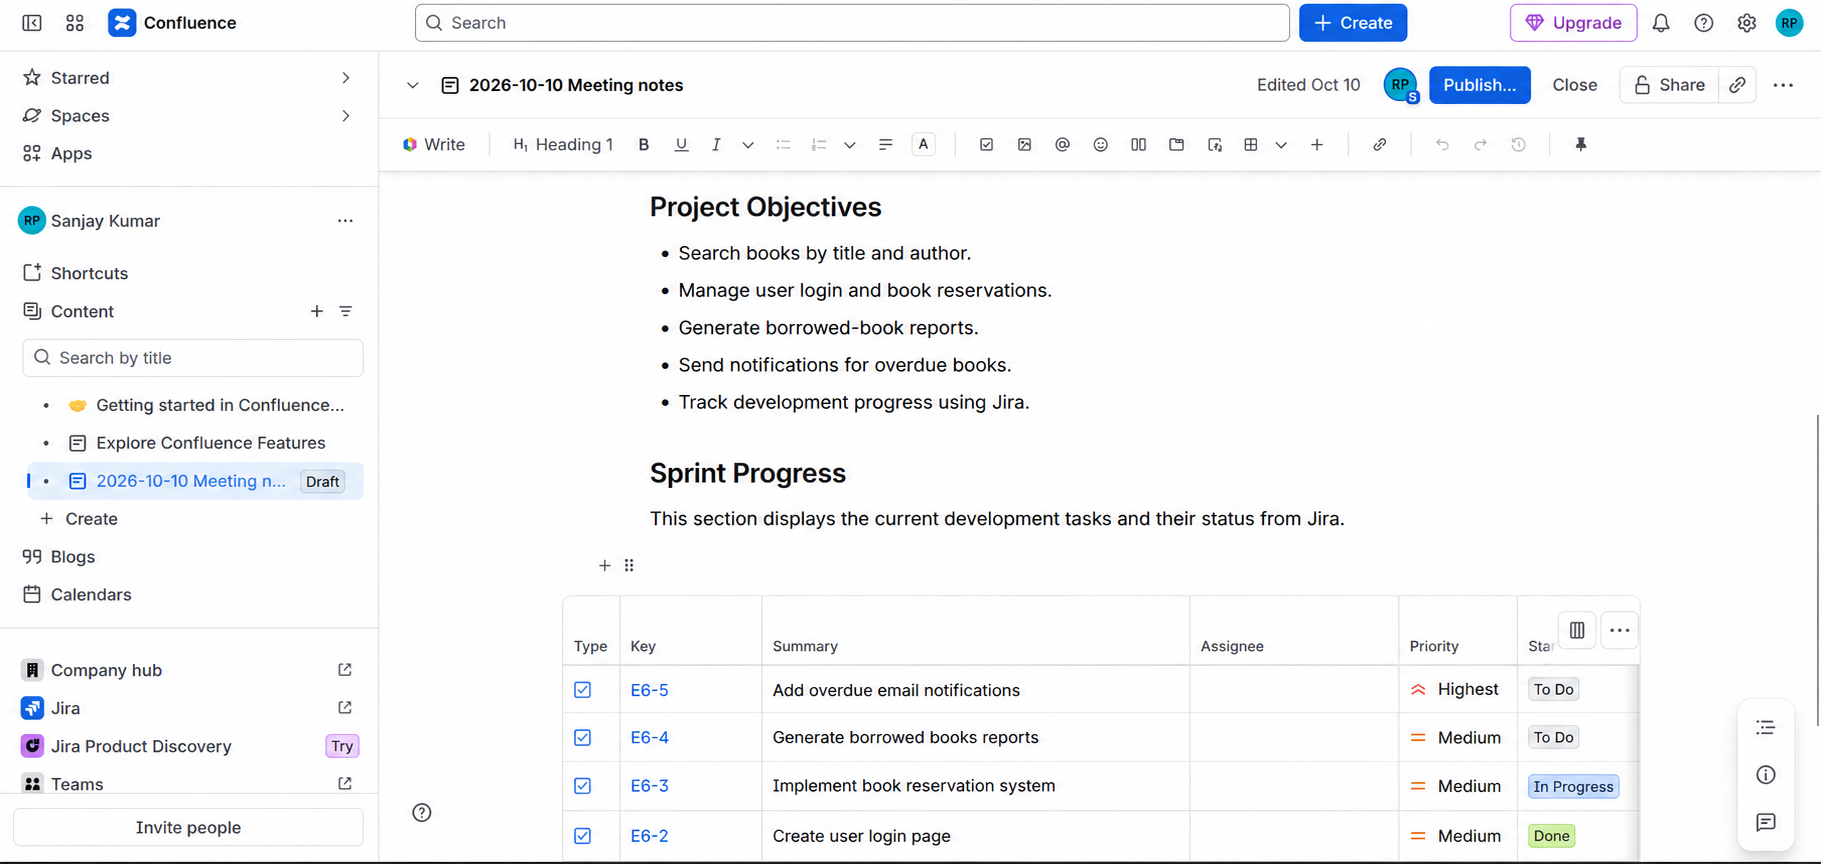 Confluence
Search
+ Create
Upgrade
RP
Starred
Spaces
Apps
RP Sanjay Kumar
Shortcuts
Content
Search by title
Getting started in Confluence...
Explore Confluence Features
2026-10-10 Meeting n... Draft
+ Create
Blogs
Calendars
Company hub
Jira
Jira Product Discovery Try
Teams
Invite people
2026-10-10 Meeting notes
Edited Oct 10
RP S
Publish...
Close
Share
Write
H1 Heading 1
B U I
A
Project Objectives
• Search books by title and author.
• Manage user login and book reservations.
• Generate borrowed-book reports.
• Send notifications for overdue books.
• Track development progress using Jira.
Sprint Progress
This section displays the current development tasks and their status from Jira.
Type Key Summary Assignee Priority
E6-5 Add overdue email notifications Highest To Do
E6-4 Generate borrowed books reports Medium To Do
E6-3 Implement book reservation system Medium In Progress
E6-2 Create user login page Medium Done